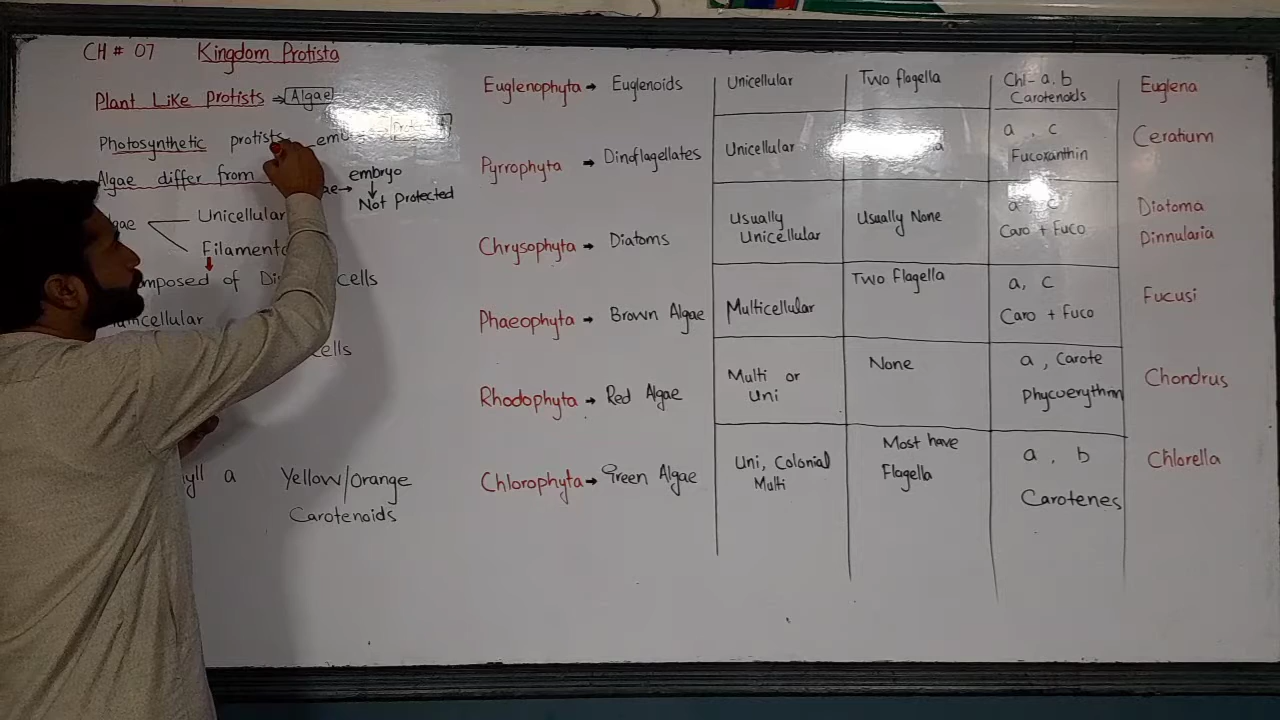 CH # 07 Kingdom Protista
Plant Like Protists → Algae
Photosynthetic protists
Algae differ from
embryo
Not Protected
Unicellular
Filamento
of Di cells
cellular
cells
a Yellow/Orange
Carotenoids
Euglenophyta → Euglenoids Unicellular Two flagella Chl- a, b Carotenoids Euglena
Pyrrophyta → Dinoflagellates Unicellular a , c Fucoxanthin Ceratium
Chrysophyta → Diatoms Usually Unicellular Usually None a , c Caro + Fuco Diatoma Dinnularia
Phaeophyta → Brown Algae Multicellular Two Flagella a, c Caro + Fuco Fucusi
Rhodophyta → Red Algae Multi or Uni None a , Carote Phycoerythrin Chondrus
Chlorophyta → Green Algae Uni, Colonial Multi Most have Flagella a , b Carotenes Chlorella